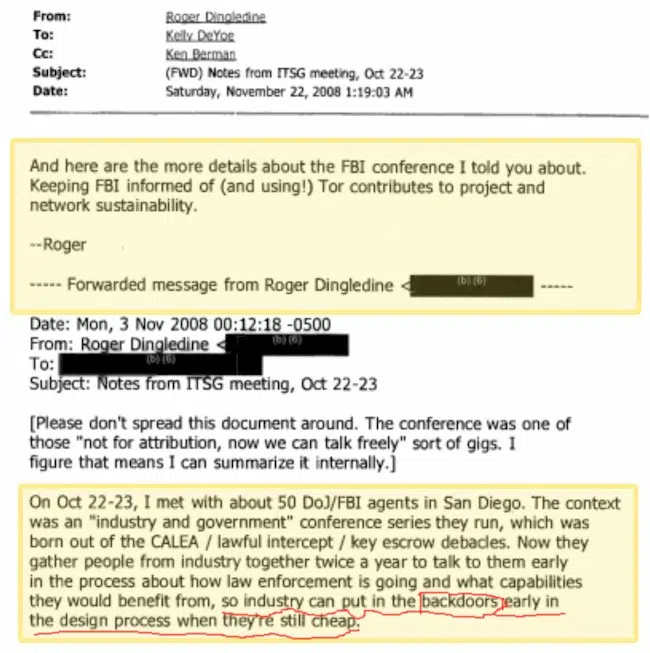 From: Roger Dingledine
To: Kelly DeYoe
Cc: Ken Berman
Subject: (FWD) Notes from ITSG meeting, Oct 22-23
Date: Saturday, November 22, 2008 1:19:03 AM
And here are the more details about the FBI conference I told you about.
Keeping FBI informed of (and using!) Tor contributes to project and
network sustainability.
--Roger
----- Forwarded message from Roger Dingledine < (b) (6) -----
Date: Mon, 3 Nov 2008 00:12:18 -0500
From: Roger Dingledine < (b) (6)
To: (b) (6)
Subject: Notes from ITSG meeting, Oct 22-23
[Please don't spread this document around. The conference was one of
those "not for attribution, now we can talk freely" sort of gigs. I
figure that means I can summarize it internally.]
On Oct 22-23, I met with about 50 DoJ/FBI agents in San Diego. The context
was an "industry and government" conference series they run, which was
born out of the CALEA / lawful intercept / key escrow debacles. Now they
gather people from industry together twice a year to talk to them early
in the process about how law enforcement is going and what capabilities
they would benefit from, so industry can put in the backdoors early in
the design process when they're still cheap.